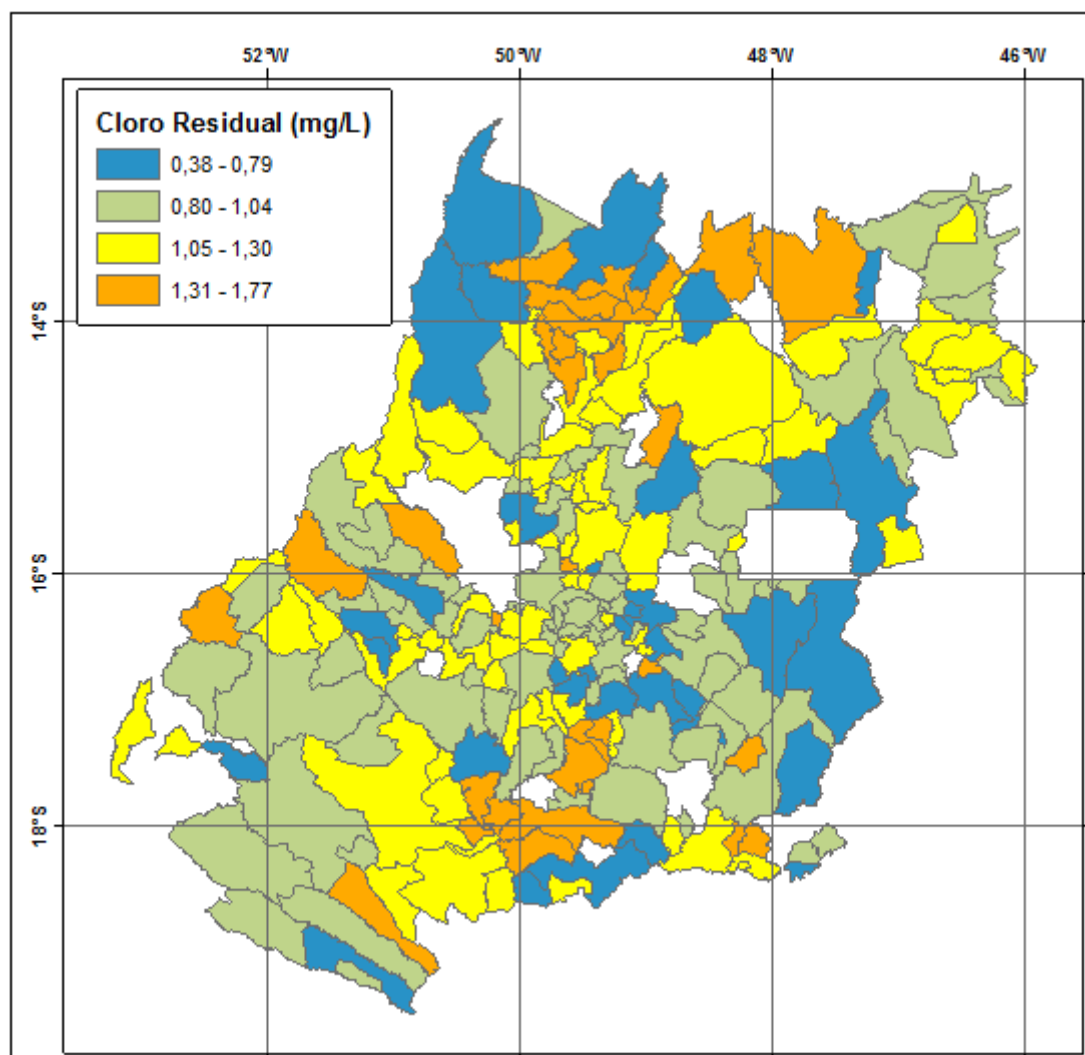 52°W 50°W 48°W 46°W
Cloro Residual (mg/L)
0,38 - 0,79
0,80 - 1,04
1,05 - 1,30
1,31 - 1,77
14°S
16°S
18°S